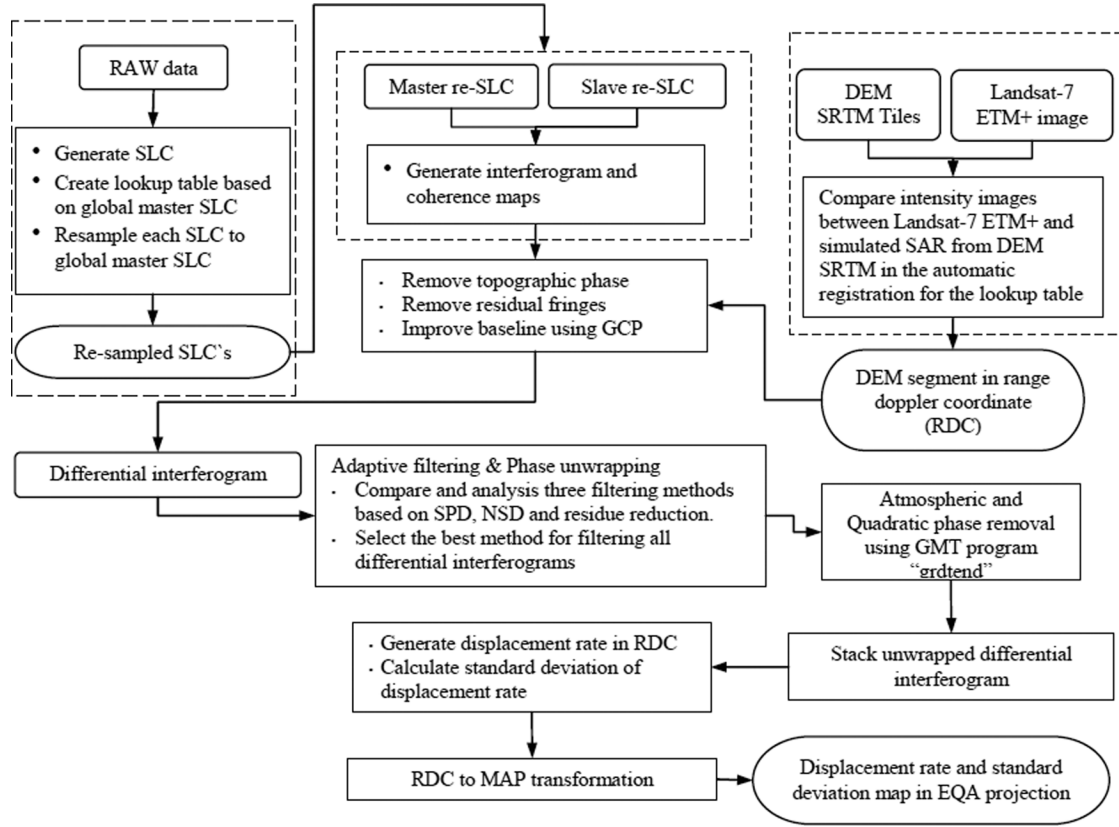 RAW data
• Generate SLC
• Create lookup table based
on global master SLC
• Resample each SLC to
global master SLC
Re-sampled SLC`s
Master re-SLC
Slave re-SLC
• Generate interferogram and
coherence maps
· Remove topographic phase
· Remove residual fringes
· Improve baseline using GCP
DEM
SRTM Tiles
Landsat-7
ETM+ image
Compare intensity images
between Landsat-7 ETM+ and
simulated SAR from DEM
SRTM in the automatic
registration for the lookup table
DEM segment in range
doppler coordinate
(RDC)
Differential interferogram
Adaptive filtering & Phase unwrapping
· Compare and analysis three filtering methods
based on SPD, NSD and residue reduction.
· Select the best method for filtering all
differential interferograms
Atmospheric and
Quadratic phase removal
using GMT program
“grdtend”
Stack unwrapped differential
interferogram
· Generate displacement rate in RDC
· Calculate standard deviation of
displacement rate
RDC to MAP transformation
Displacement rate and standard
deviation map in EQA projection